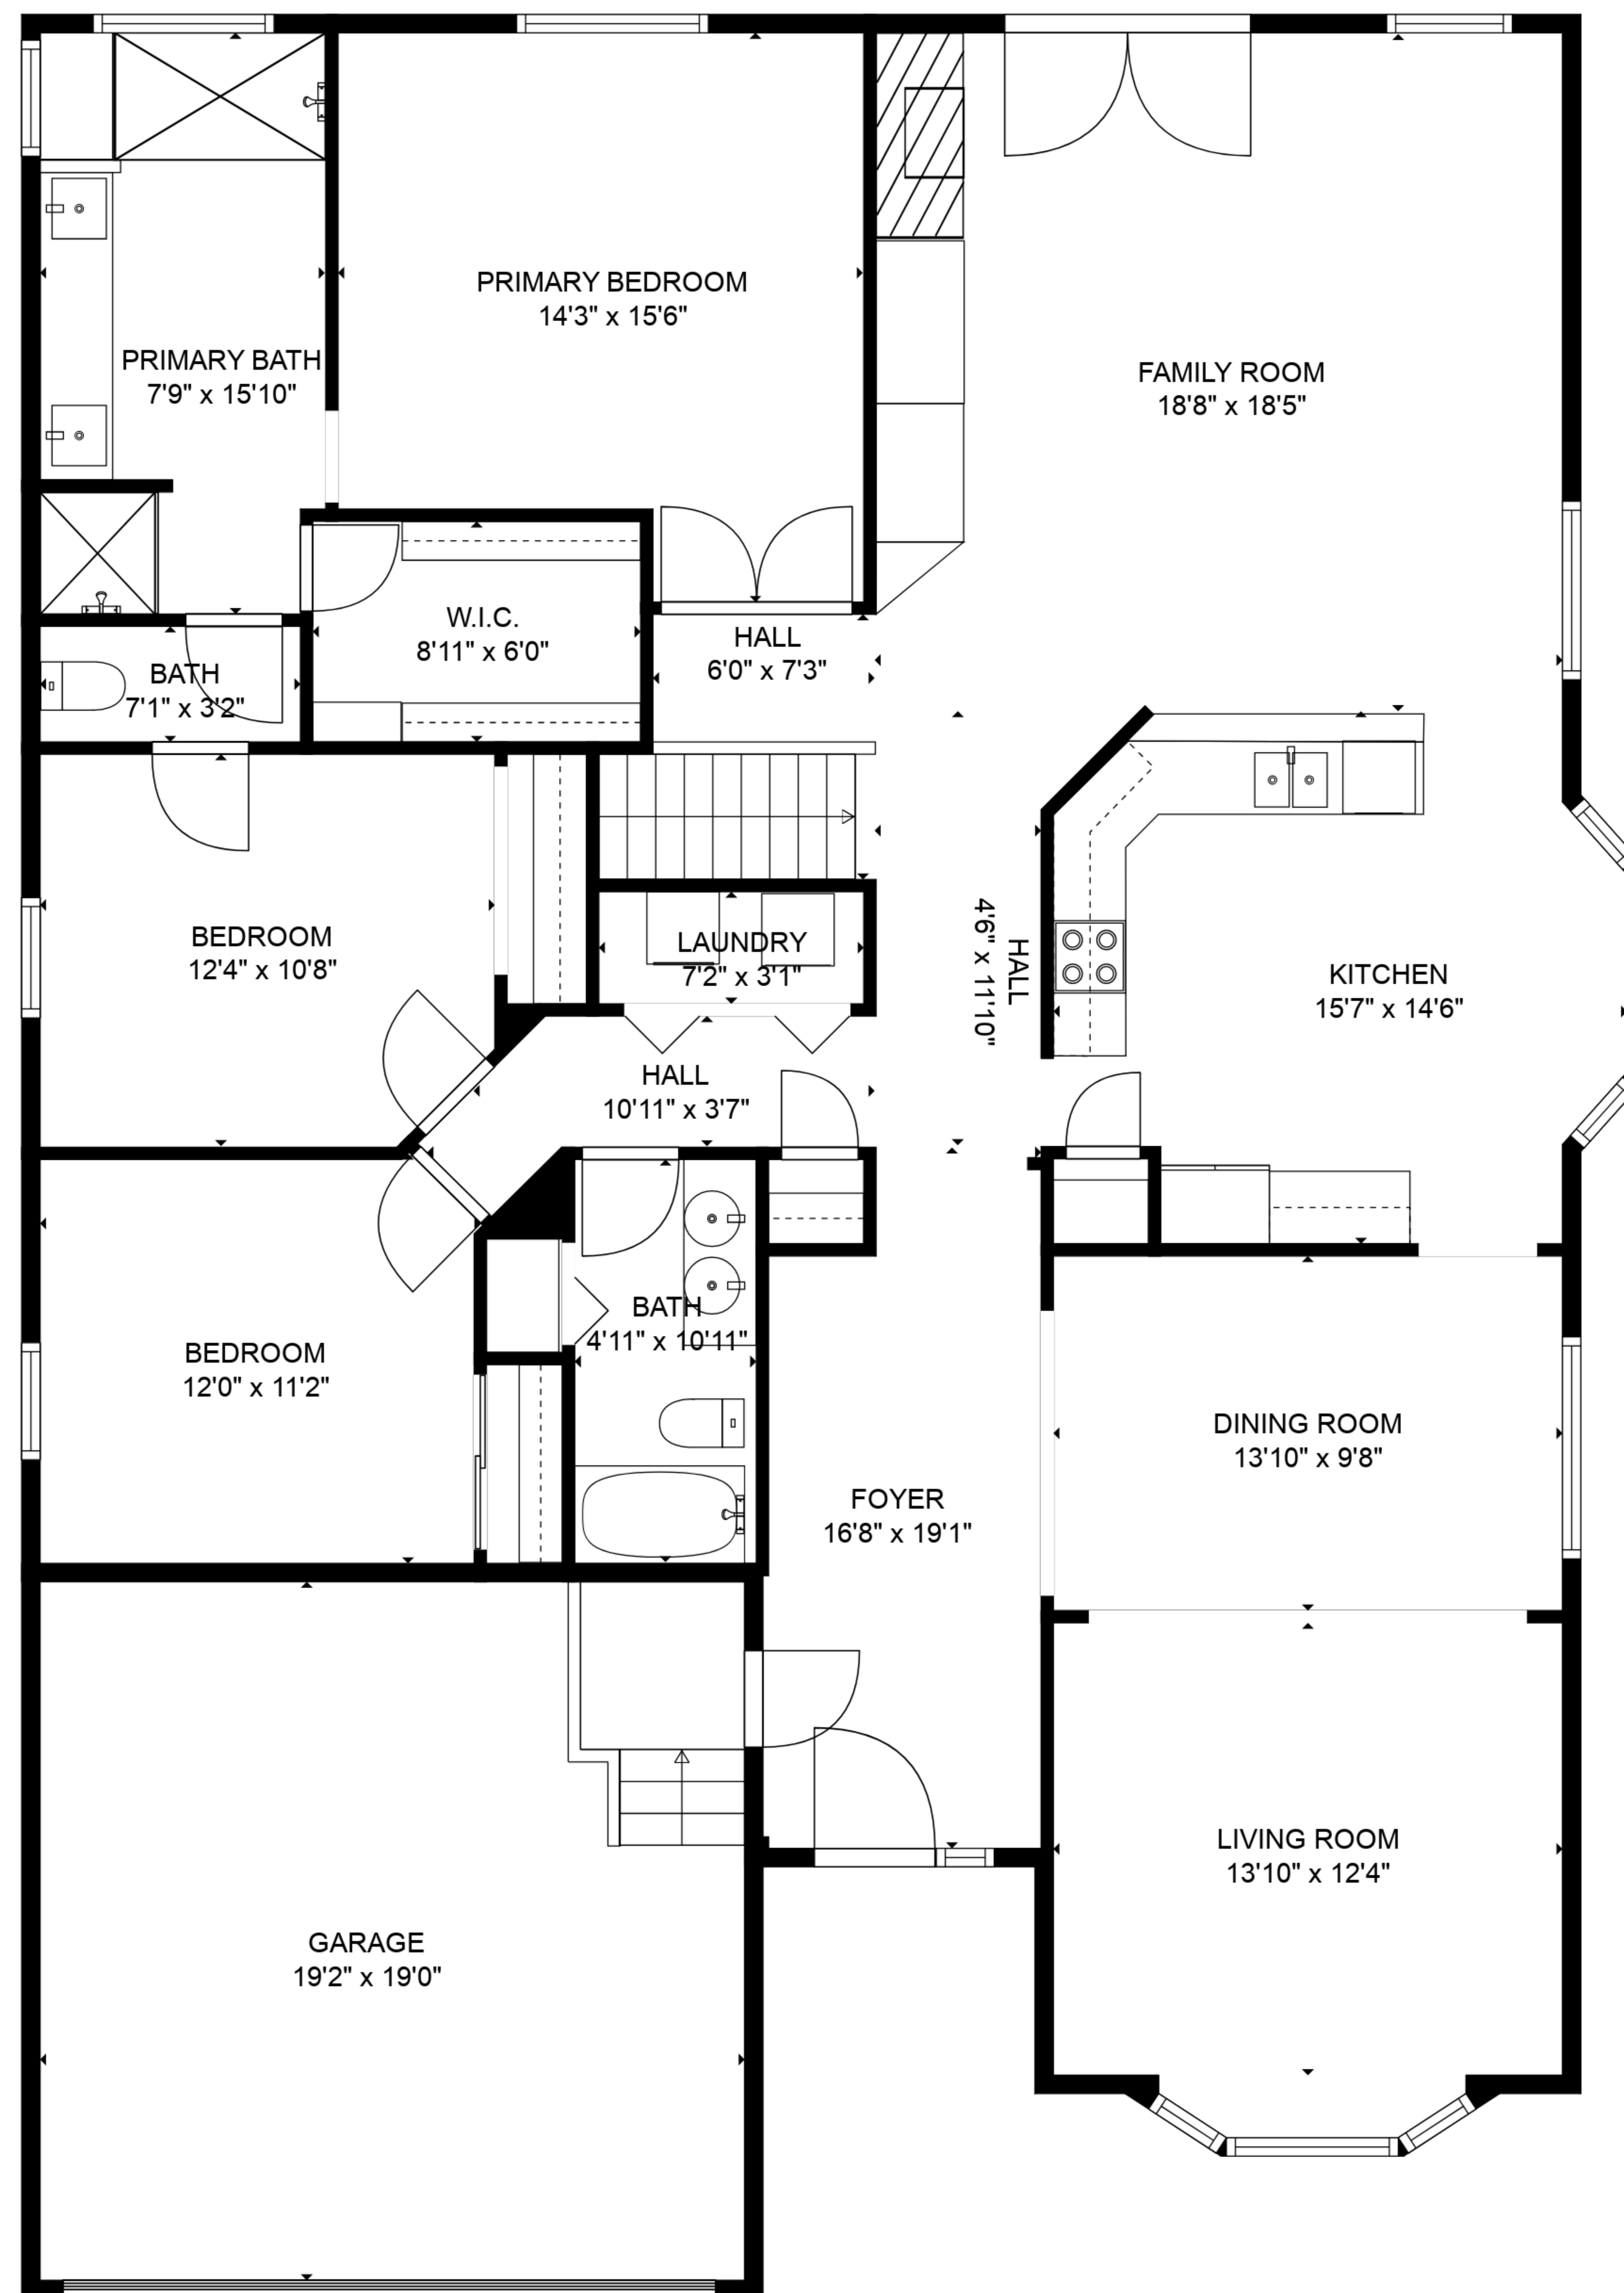 PRIMARY BEDROOM
14'3" x 15'6"
PRIMARY BATH
7'9" x 15'10"
FAMILY ROOM
18'8" x 18'5"
W.I.C.
8'11" x 6'0"
HALL
6'0" x 7'3"
BATH
7'1" x 3'2"
BEDROOM
12'4" x 10'8"
LAUNDRY
7'2" x 3'1"
HALL
4'6" x 11'10"
KITCHEN
15'7" x 14'6"
HALL
10'11" x 3'7"
BATH
4'11" x 10'11"
BEDROOM
12'0" x 11'2"
DINING ROOM
13'10" x 9'8"
FOYER
16'8" x 19'1"
LIVING ROOM
13'10" x 12'4"
GARAGE
19'2" x 19'0"